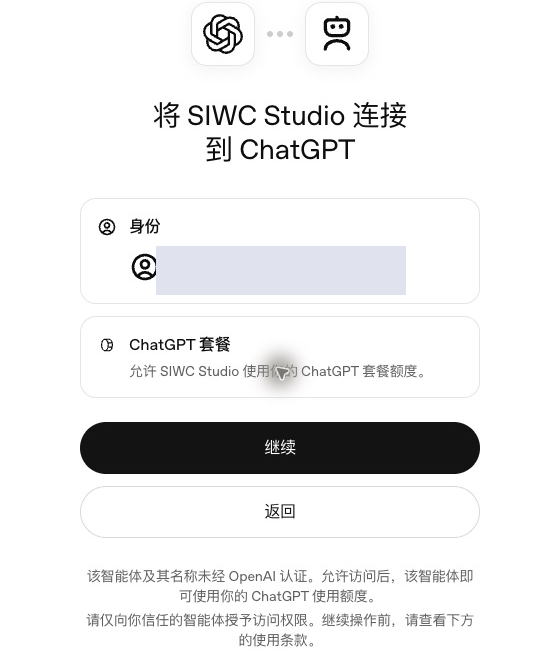 将 SIWC Studio 连接
到 ChatGPT
身份
ChatGPT 套餐
允许 SIWC Studio 使用你的 ChatGPT 套餐额度。
继续
返回
该智能体及其名称未经 OpenAI 认证。允许访问后，该智能体即
可使用你的 ChatGPT 使用额度。
请仅向你信任的智能体授予访问权限。继续操作前，请查看下方
的使用条款。